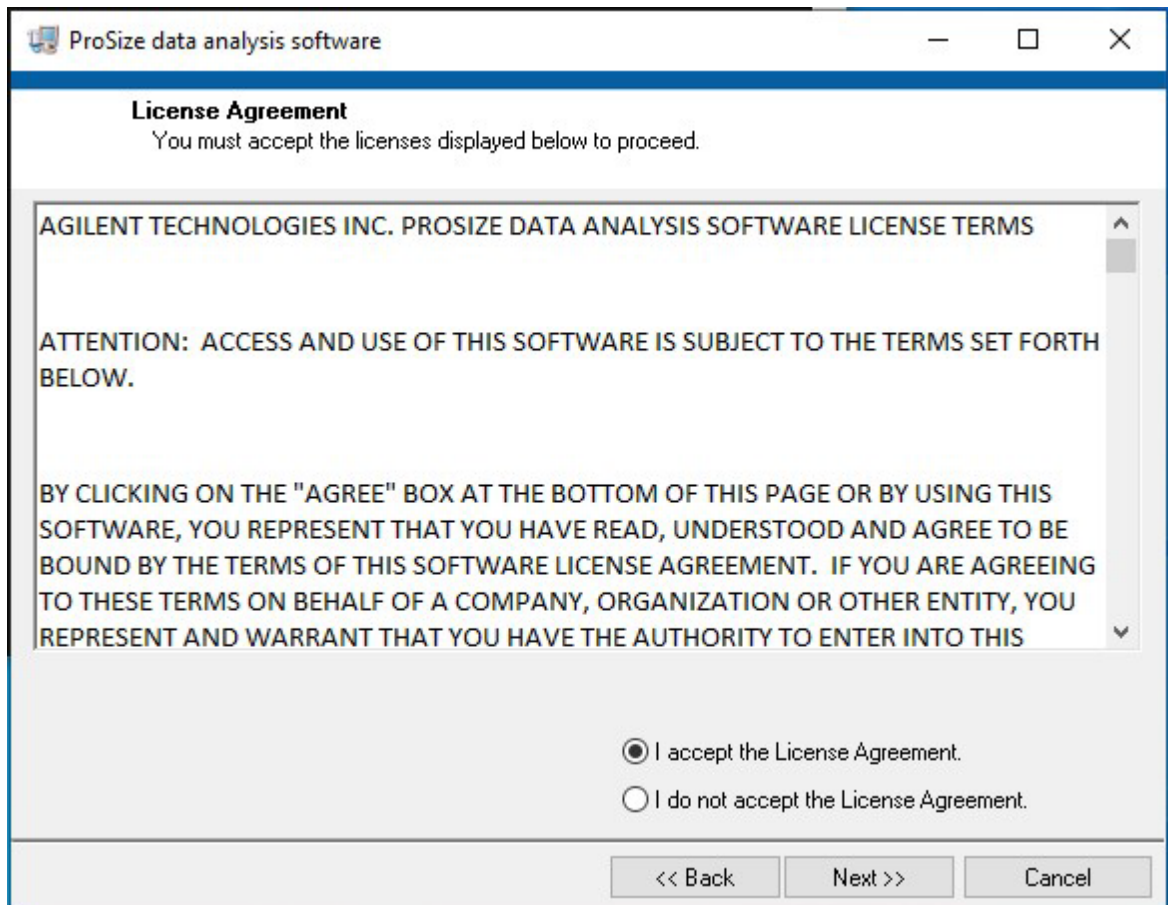 ProSize data analysis software
License Agreement
You must accept the licenses displayed below to proceed.
AGILENT TECHNOLOGIES INC. PROSIZE DATA ANALYSIS SOFTWARE LICENSE TERMS
ATTENTION:  ACCESS AND USE OF THIS SOFTWARE IS SUBJECT TO THE TERMS SET FORTH
BELOW.
BY CLICKING ON THE "AGREE" BOX AT THE BOTTOM OF THIS PAGE OR BY USING THIS
SOFTWARE, YOU REPRESENT THAT YOU HAVE READ, UNDERSTOOD AND AGREE TO BE
BOUND BY THE TERMS OF THIS SOFTWARE LICENSE AGREEMENT.  IF YOU ARE AGREEING
TO THESE TERMS ON BEHALF OF A COMPANY, ORGANIZATION OR OTHER ENTITY, YOU
REPRESENT AND WARRANT THAT YOU HAVE THE AUTHORITY TO ENTER INTO THIS
I accept the License Agreement.
I do not accept the License Agreement.
<< Back Next >> Cancel